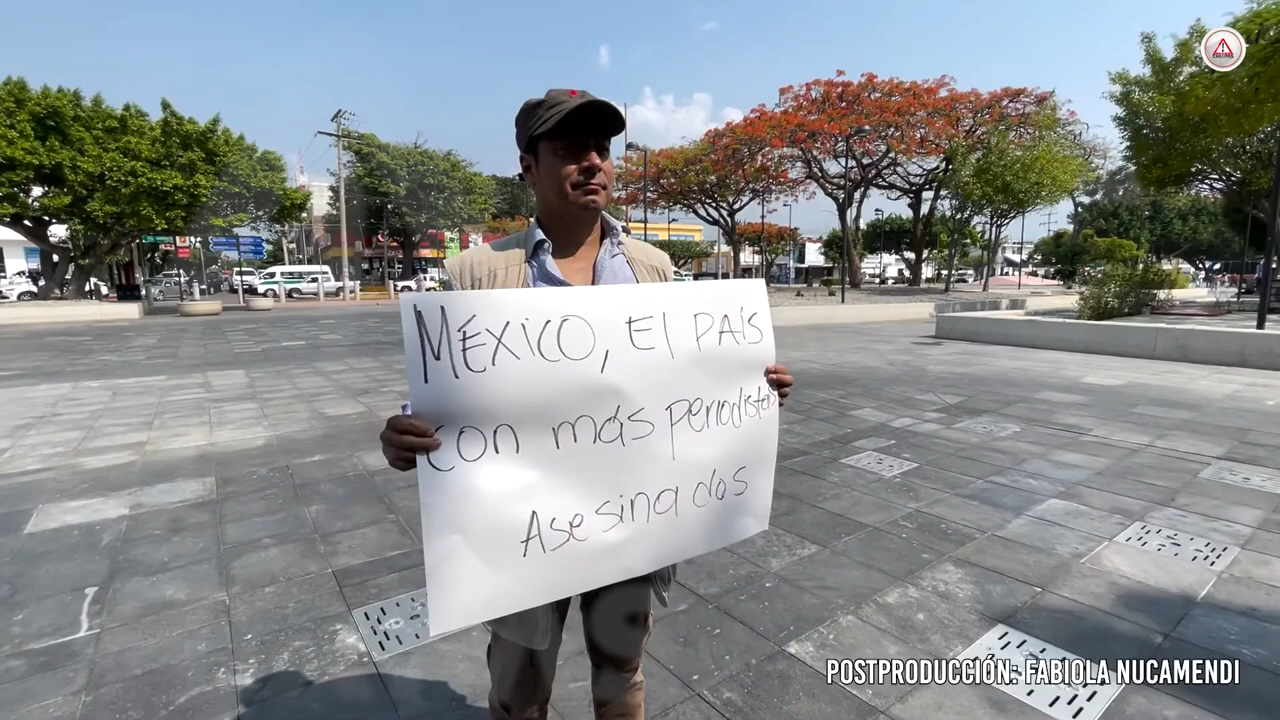 MÉXICO, El PAÍS
con más periodistas
Asesinados
POSTPRODUCCIÓN: FABIOLA NUCAMENDI